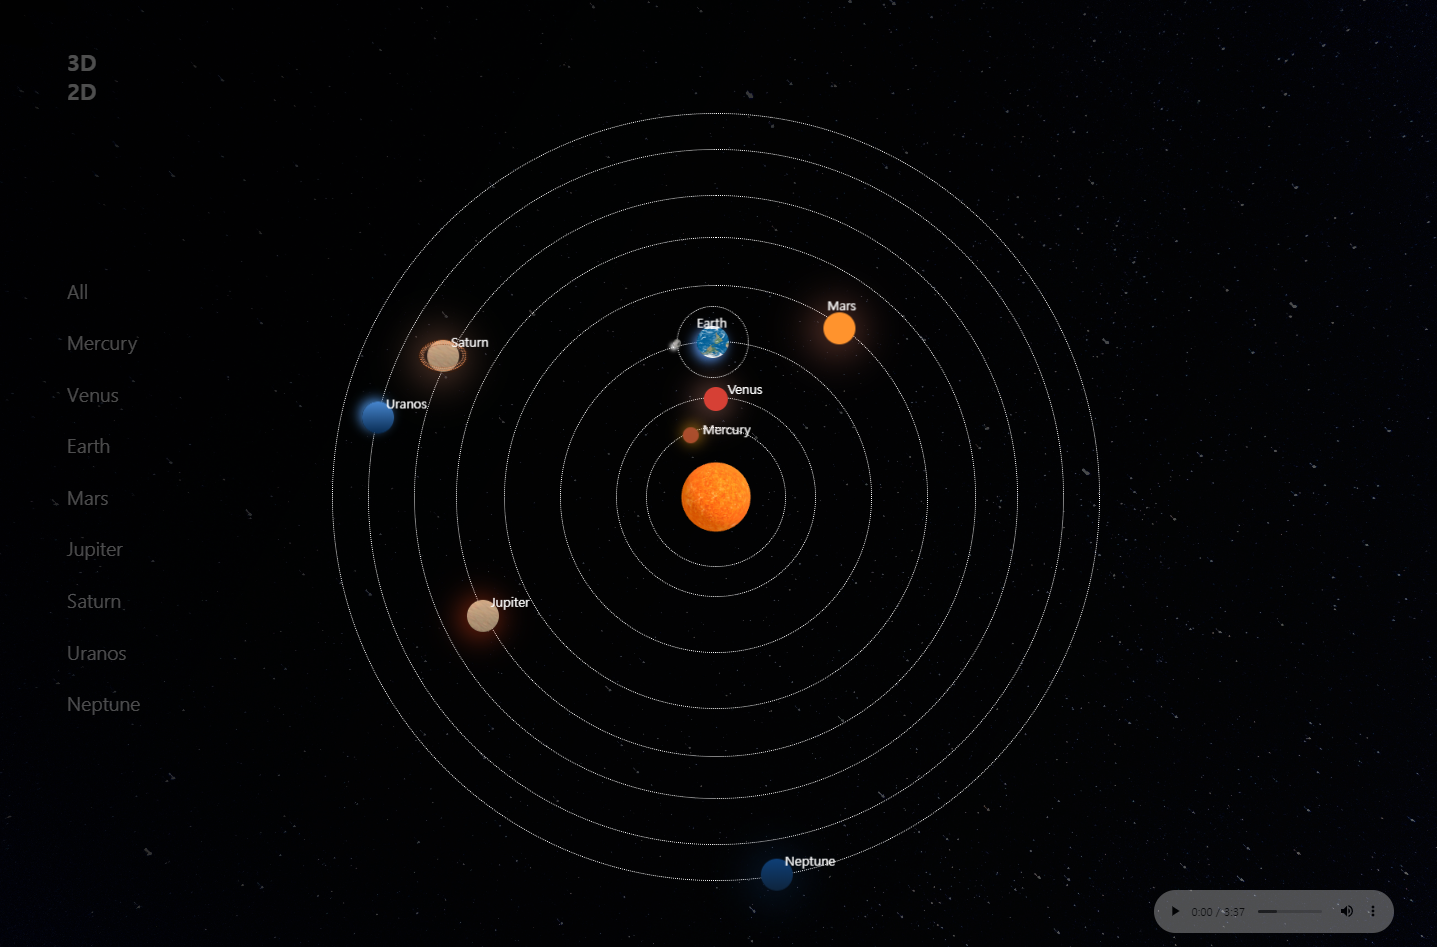 3D
2D
All
Mercury
Venus
Earth
Mars
Jupiter
Saturn
Uranos
Neptune
Mars
Earth
Saturn
Venus
Uranos
Mercury
Jupiter
Neptune
0:00 / 3:37